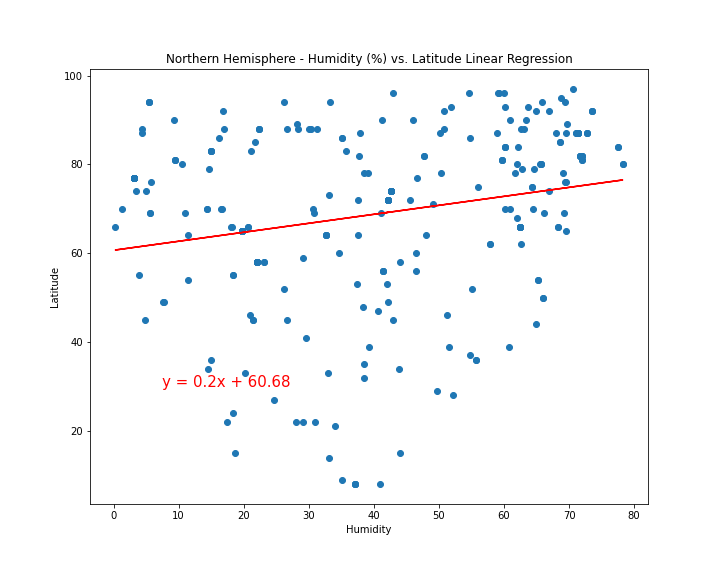 Northern Hemisphere - Humidity (%) vs. Latitude Linear Regression
100
80
60
40
20
Latitude
y = 0.2x + 60.68
0 10 20 30 40 50 60 70 80
Humidity